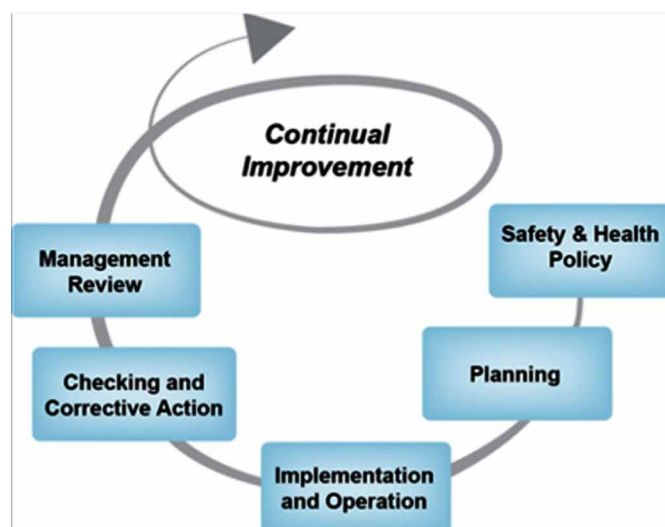 Continual
Improvement
Safety & Health
Policy
Management
Review
Planning
Checking and
Corrective Action
Implementation
and Operation